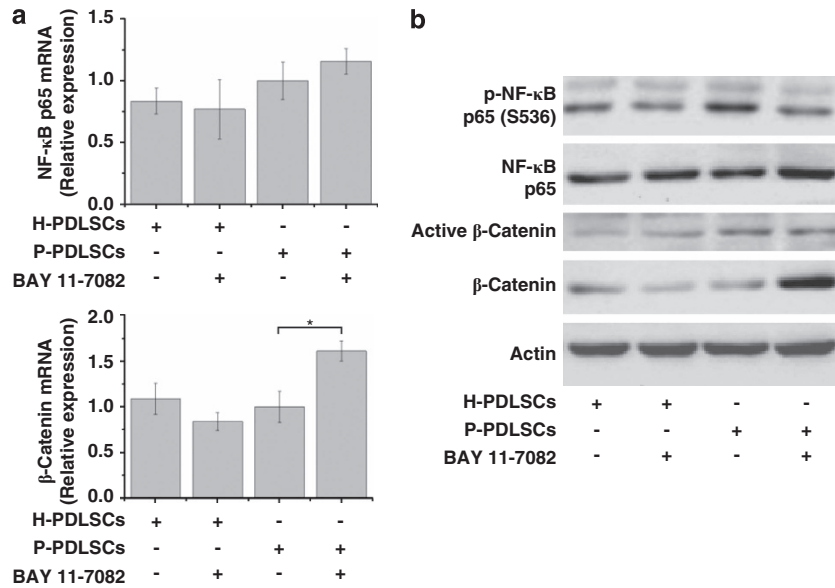 a
NF-κB p65 mRNA
(Relative expression)
1.5
1.0
0.5
0.0
H-PDLSCs + + - -
P-PDLSCs - - + +
BAY 11-7082 - + - +
β-Catenin mRNA
(Relative expression)
2.0
1.5
1.0
0.5
0.0
*
H-PDLSCs + + - -
P-PDLSCs - - + +
BAY 11-7082 - + - +
b
p-NF-κB
p65 (S536)
NF-κB
p65
Active β-Catenin
β-Catenin
Actin
H-PDLSCs + + - -
P-PDLSCs - - + +
BAY 11-7082 - + - +